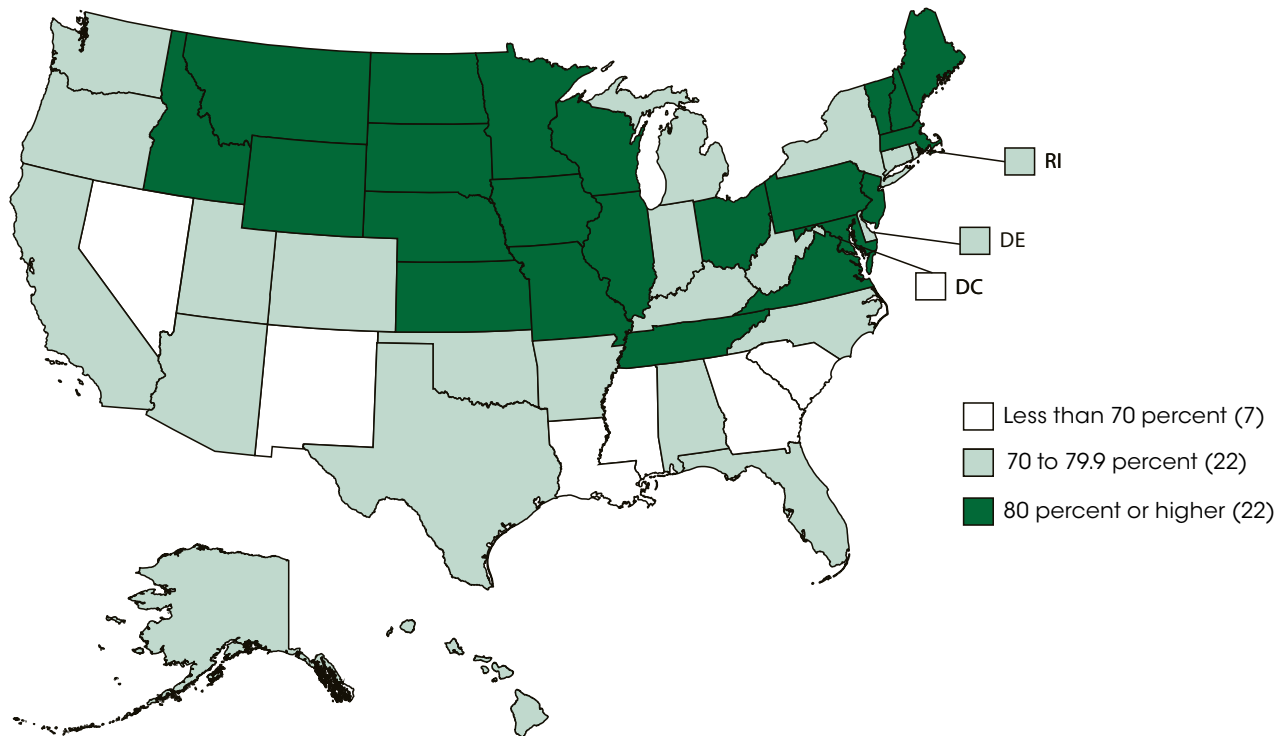 RI
DE
DC
Less than 70 percent (7)
70 to 79.9 percent (22)
80 percent or higher (22)